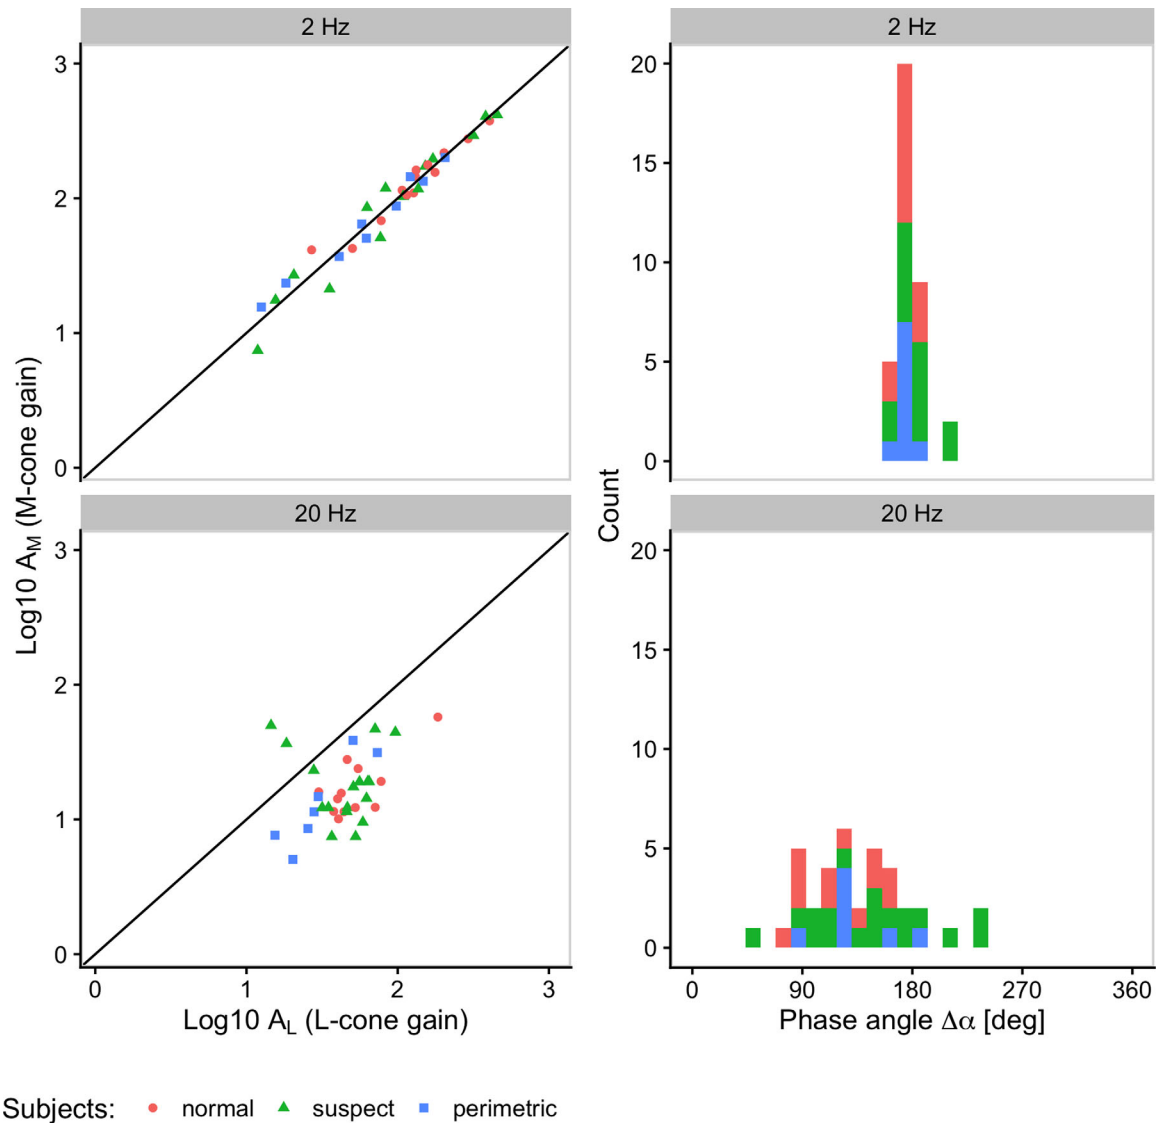 2 Hz
2 Hz
3
2
1
0
20
15
10
5
0
Log10 A_M (M-cone gain)
Count
20 Hz
20 Hz
3
2
1
0
20
15
10
5
0
0 1 2 3
0 90 180 270 360
Log10 A_L (L-cone gain)
Phase angle Δα [deg]
Subjects: normal suspect perimetric